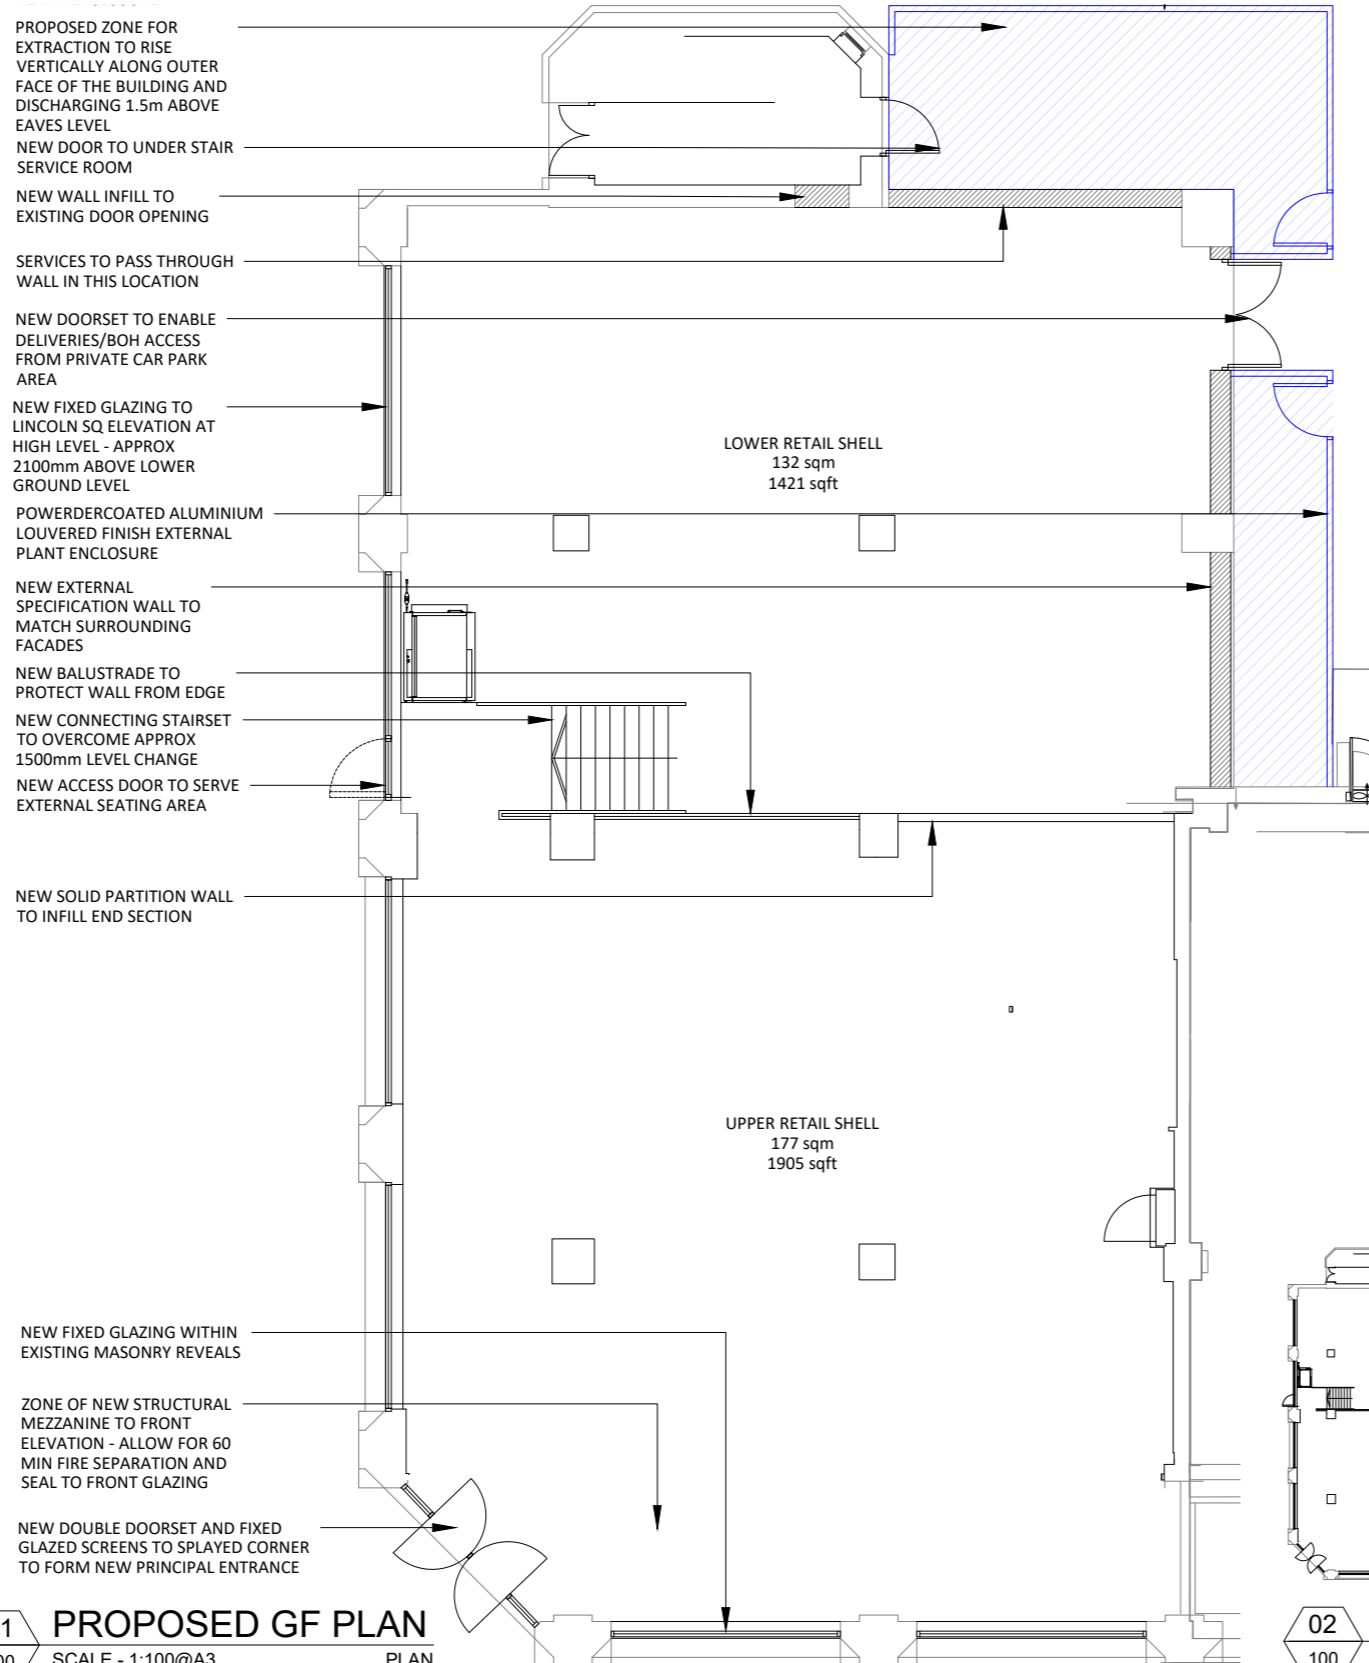 PROPOSED ZONE FOR
EXTRACTION TO RISE
VERTICALLY ALONG OUTER
FACE OF THE BUILDING AND
DISCHARGING 1.5m ABOVE
EAVES LEVEL
NEW DOOR TO UNDER STAIR
SERVICE ROOM
NEW WALL INFILL TO
EXISTING DOOR OPENING
SERVICES TO PASS THROUGH
WALL IN THIS LOCATION
NEW DOORSET TO ENABLE
DELIVERIES/BOH ACCESS
FROM PRIVATE CAR PARK
AREA
NEW FIXED GLAZING TO
LINCOLN SQ ELEVATION AT
HIGH LEVEL - APPROX
2100mm ABOVE LOWER
GROUND LEVEL
POWERDERCOATED ALUMINIUM
LOUVERED FINISH EXTERNAL
PLANT ENCLOSURE
NEW EXTERNAL
SPECIFICATION WALL TO
MATCH SURROUNDING
FACADES
NEW BALUSTRADE TO
PROTECT WALL FROM EDGE
NEW CONNECTING STAIRSET
TO OVERCOME APPROX
1500mm LEVEL CHANGE
NEW ACCESS DOOR TO SERVE
EXTERNAL SEATING AREA
NEW SOLID PARTITION WALL
TO INFILL END SECTION
NEW FIXED GLAZING WITHIN
EXISTING MASONRY REVEALS
ZONE OF NEW STRUCTURAL
MEZZANINE TO FRONT
ELEVATION - ALLOW FOR 60
MIN FIRE SEPARATION AND
SEAL TO FRONT GLAZING
NEW DOUBLE DOORSET AND FIXED
GLAZED SCREENS TO SPLAYED CORNER
TO FORM NEW PRINCIPAL ENTRANCE
LOWER RETAIL SHELL
132 sqm
1421 sqft
UPPER RETAIL SHELL
177 sqm
1905 sqft
1 PROPOSED GF PLAN
SCALE - 1:100@A3 PLAN
02
100